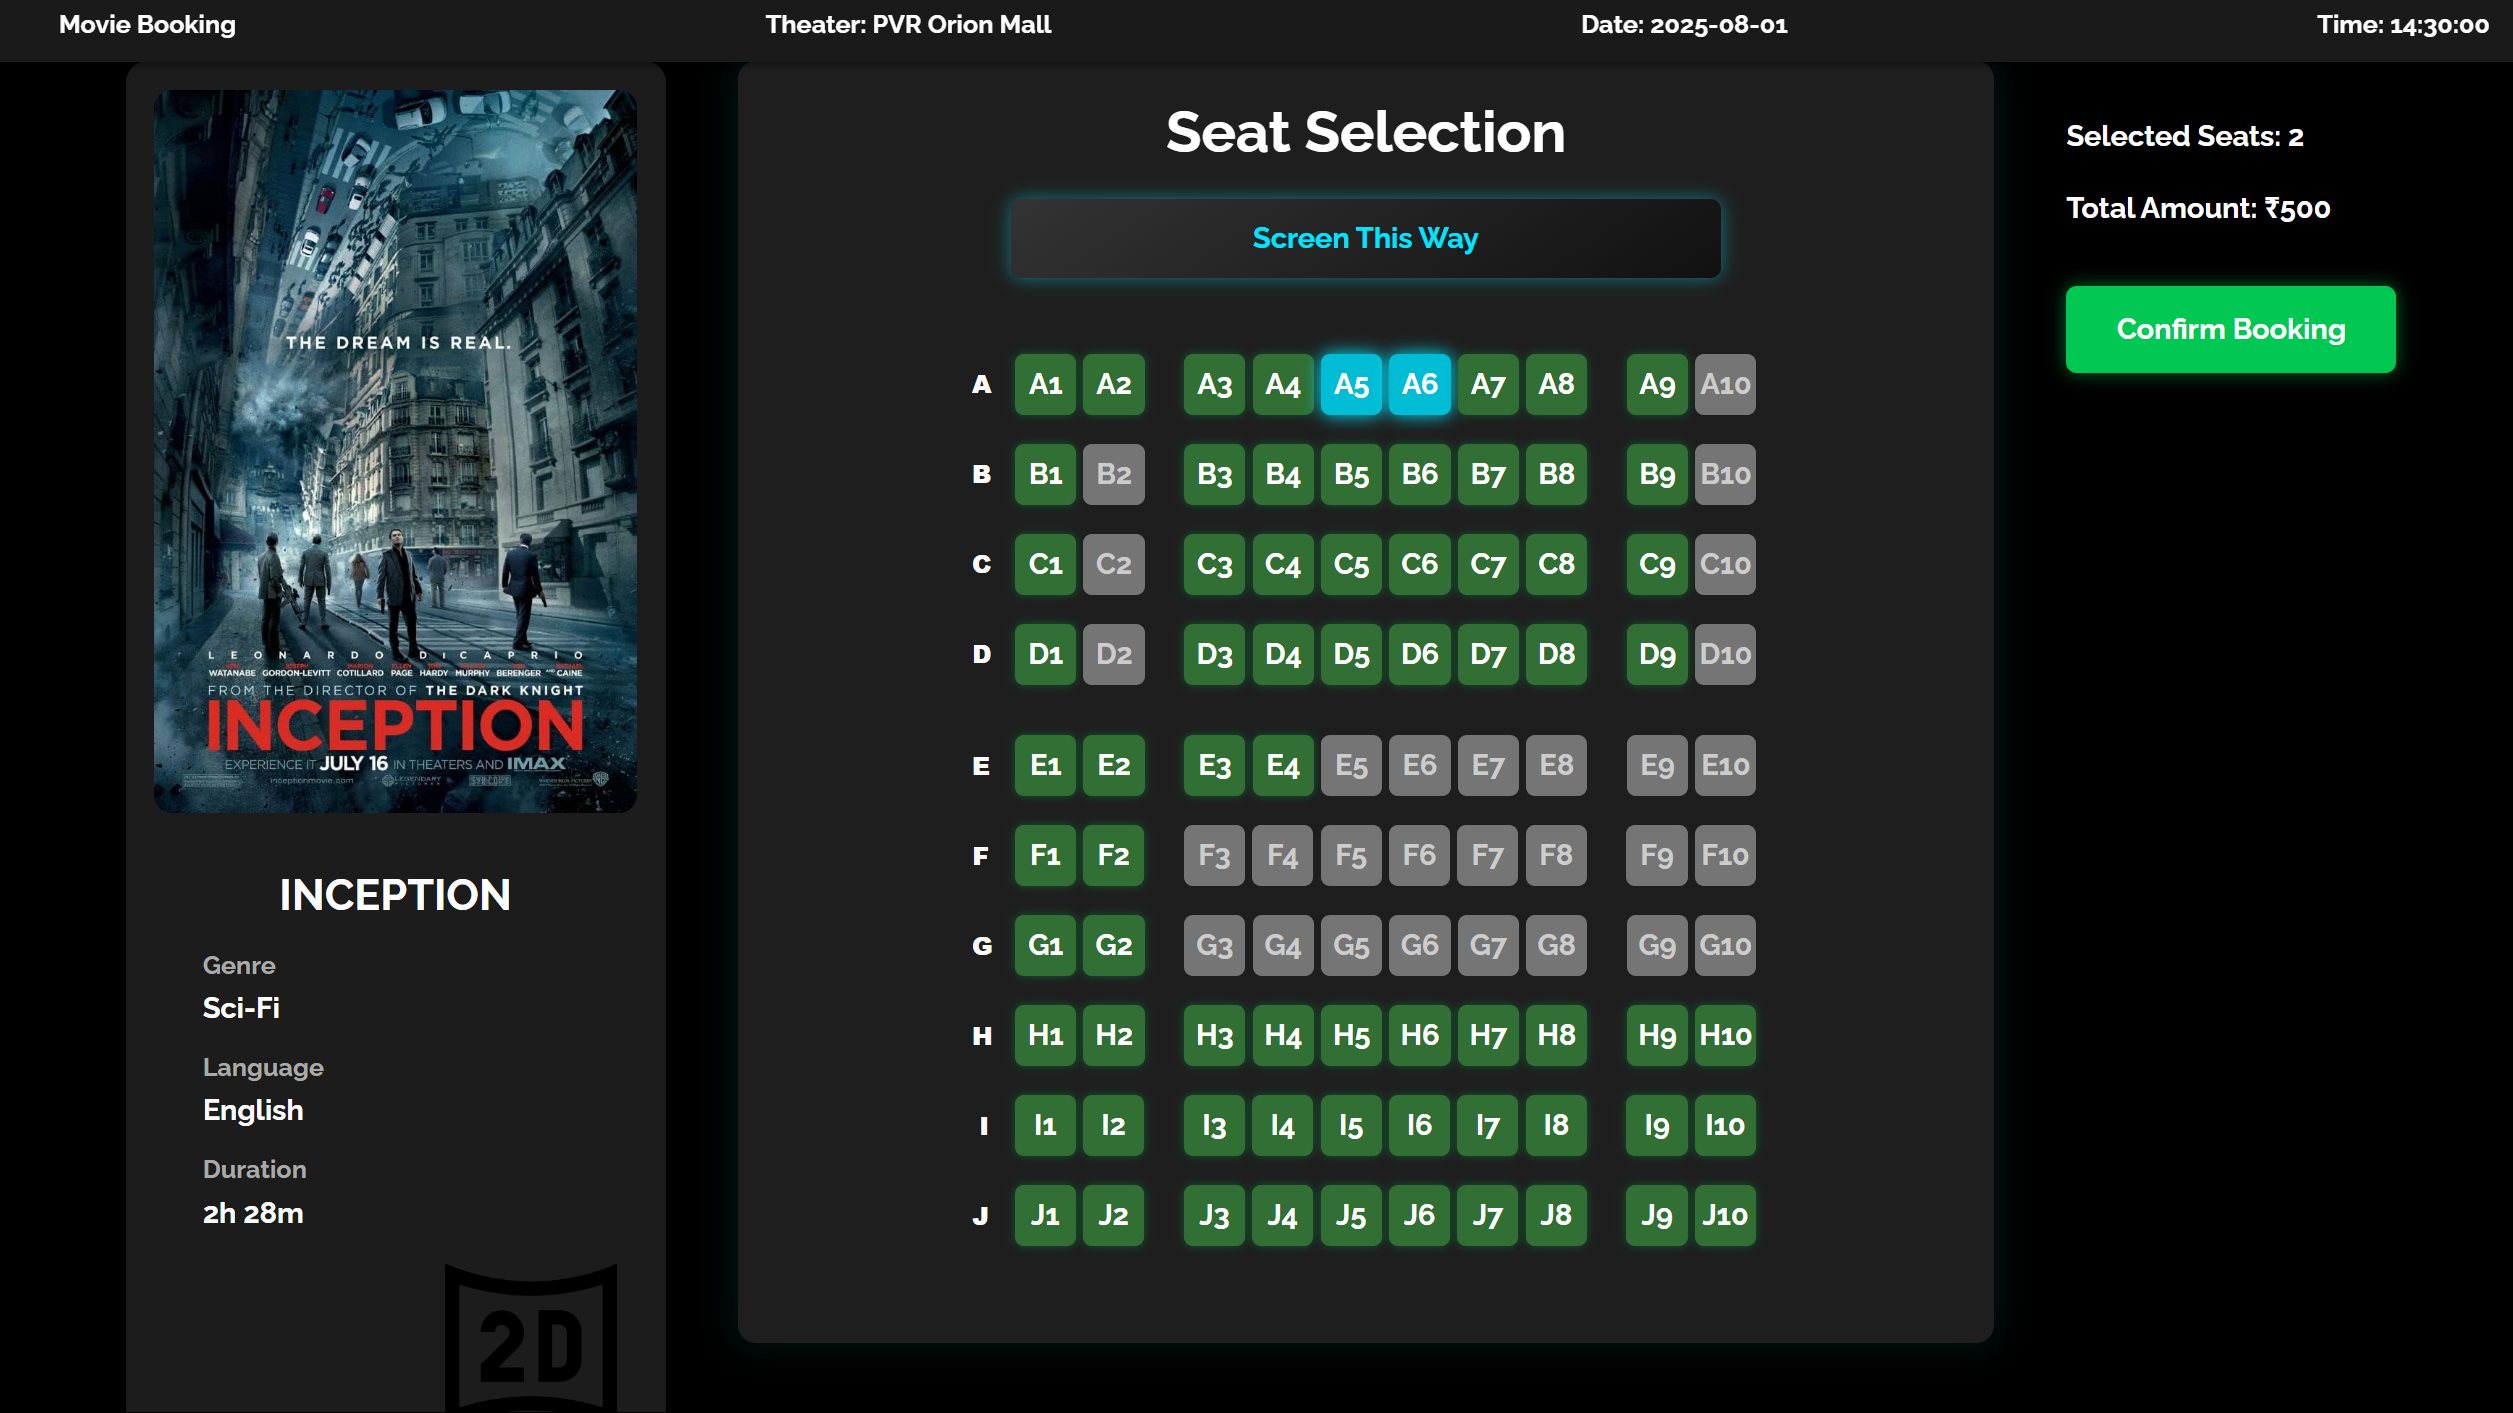 Movie Booking
Theater: PVR Orion Mall
Date: 2025-08-01
Time: 14:30:00
THE DREAM IS REAL.
LEONARDO DiCAPRIO
WATANABE GORDON-LEVITT COTILLARD PAGE HARDY MURPHY BERENGER AND CAINE
FROM THE DIRECTOR OF THE DARK KNIGHT
INCEPTION
EXPERIENCE IT JULY 16 IN THEATERS AND IMAX
inceptionmovie.com
INCEPTION
Genre
Sci-Fi
Language
English
Duration
2h 28m
2D
Seat Selection
Screen This Way
A A1 A2 A3 A4 A5 A6 A7 A8 A9 A10
B B1 B2 B3 B4 B5 B6 B7 B8 B9 B10
C C1 C2 C3 C4 C5 C6 C7 C8 C9 C10
D D1 D2 D3 D4 D5 D6 D7 D8 D9 D10
E E1 E2 E3 E4 E5 E6 E7 E8 E9 E10
F F1 F2 F3 F4 F5 F6 F7 F8 F9 F10
G G1 G2 G3 G4 G5 G6 G7 G8 G9 G10
H H1 H2 H3 H4 H5 H6 H7 H8 H9 H10
I I1 I2 I3 I4 I5 I6 I7 I8 I9 I10
J J1 J2 J3 J4 J5 J6 J7 J8 J9 J10
Selected Seats: 2
Total Amount: ₹500
Confirm Booking